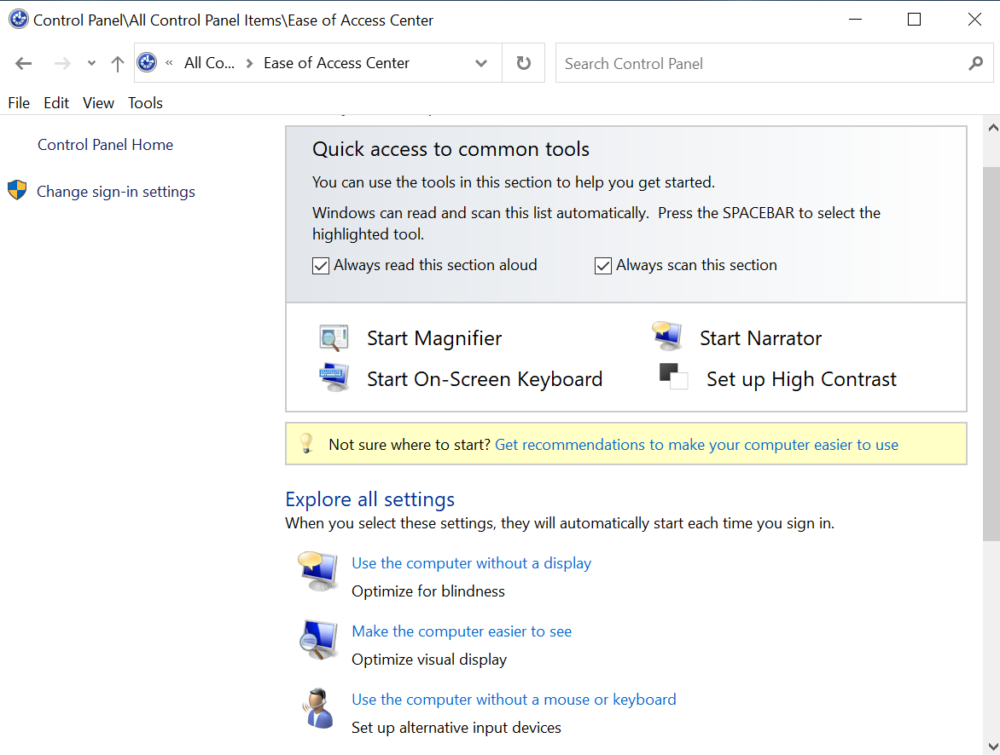 Control Panel\All Control Panel Items\Ease of Access Center
« All Co... > Ease of Access Center
Search Control Panel
File Edit View Tools
Control Panel Home
Change sign-in settings
Quick access to common tools
You can use the tools in this section to help you get started.
Windows can read and scan this list automatically.  Press the SPACEBAR to select the
highlighted tool.
Always read this section aloud
Always scan this section
Start Magnifier
Start Narrator
Start On-Screen Keyboard
Set up High Contrast
Not sure where to start? Get recommendations to make your computer easier to use
Explore all settings
When you select these settings, they will automatically start each time you sign in.
Use the computer without a display
Optimize for blindness
Make the computer easier to see
Optimize visual display
Use the computer without a mouse or keyboard
Set up alternative input devices